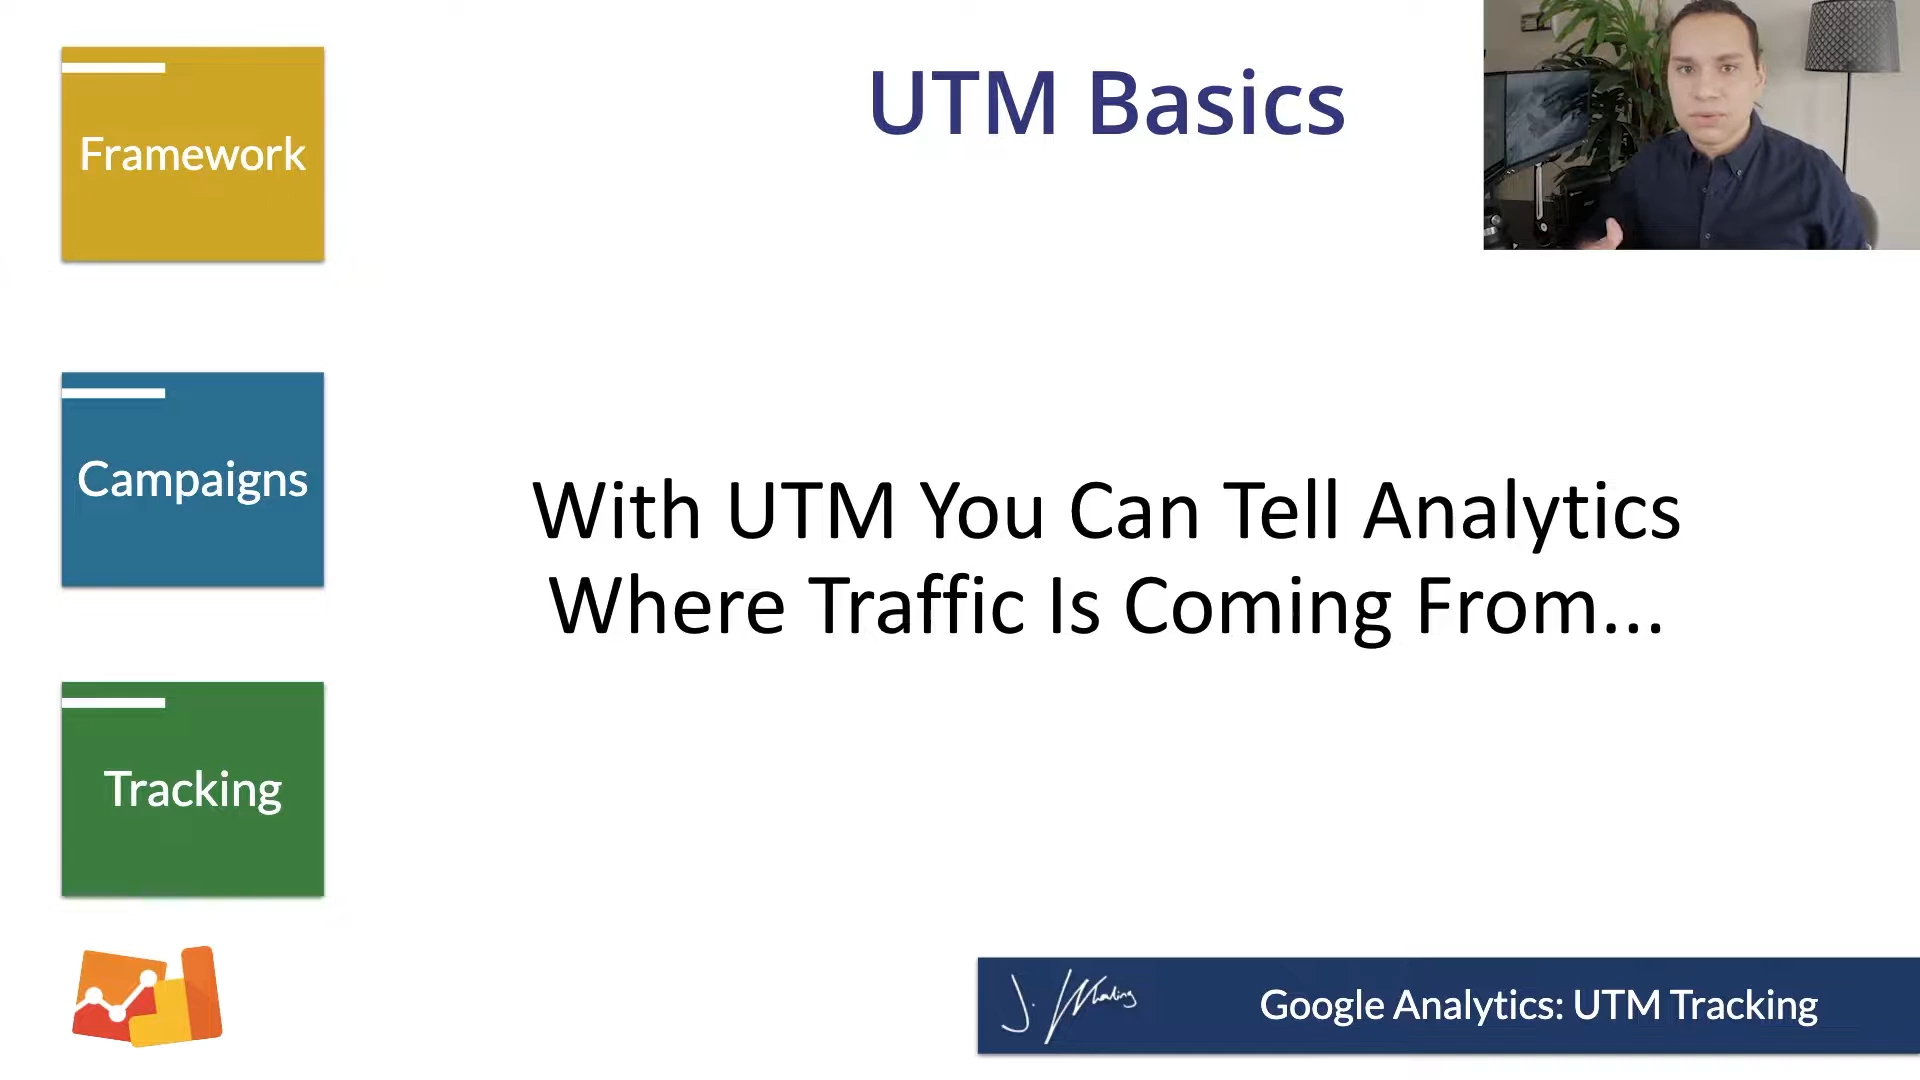 UTM Basics
Framework
Campaigns
Tracking
With UTM You Can Tell Analytics
Where Traffic Is Coming From...
Google Analytics: UTM Tracking